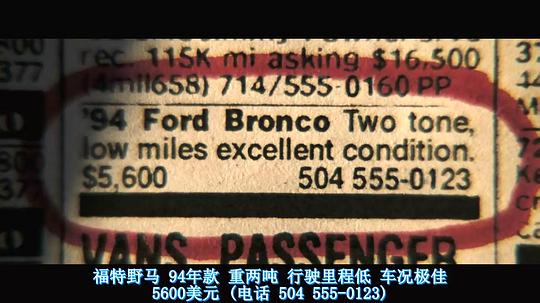 rec. 115K mi asking $16,500
(4mil658) 714/555-0160 PP
'94 Ford Bronco Two tone,
low miles excellent condition.
$5,600 504 555-0123
VANS, PASSENGER
福特野马 94年款 重两吨 行驶里程低 车况极佳
5600美元 (电话 504 555-0123)